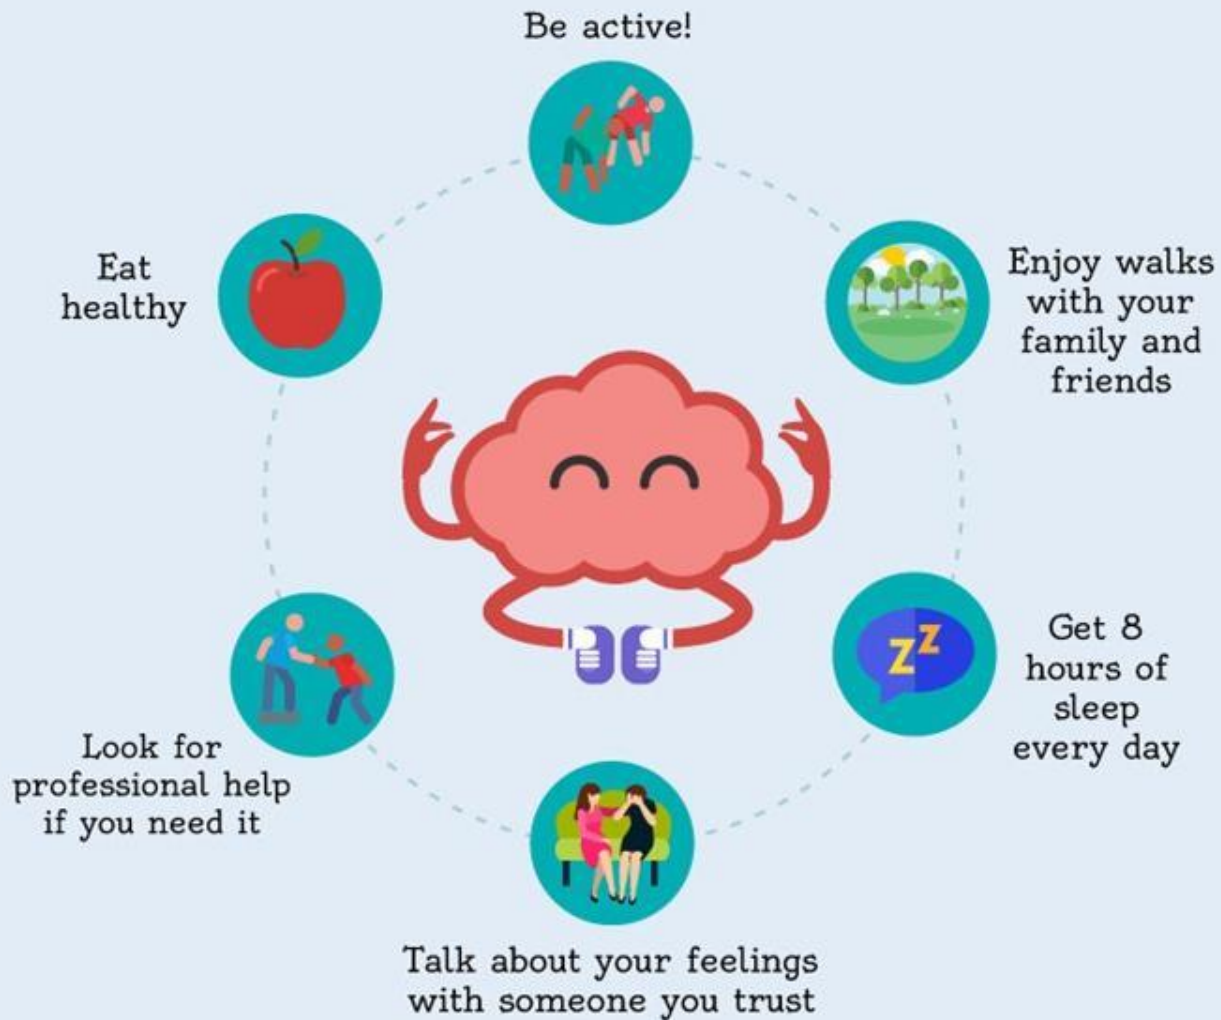 Be active!
Enjoy walks
with your
family and
friends
Get 8
hours of
sleep
every day
Talk about your feelings
with someone you trust
Look for
professional help
if you need it
Eat
healthy
zZ